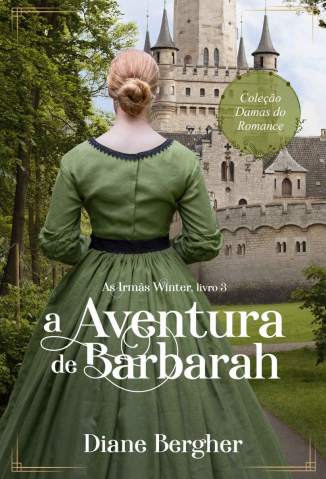 Coleção
Damas do
Romance
As Irmãs Winter, livro 3
a Aventura
de Barbarah
Diane Bergher